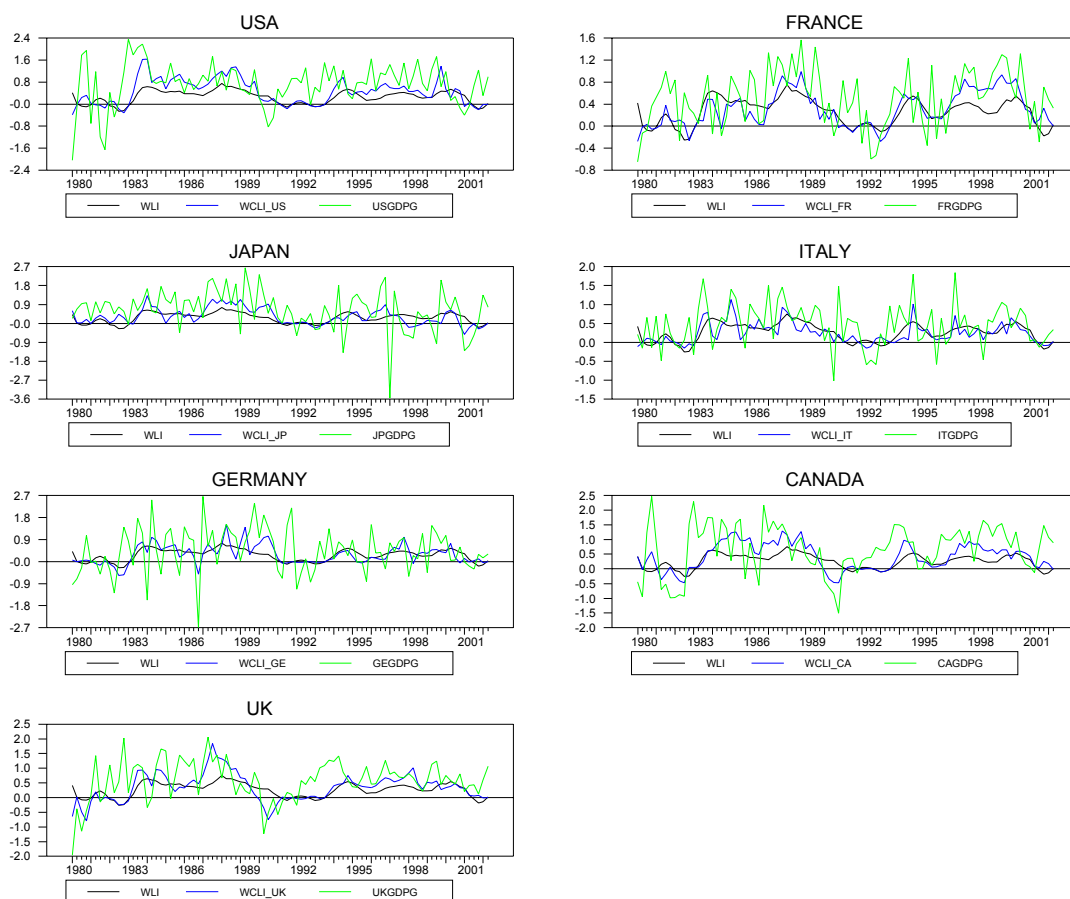 USA
2.4
1.6
0.8
-0.0
-0.8
-1.6
-2.4
1980 1983 1986 1989 1992 1995 1998 2001
WLI WCLI_US USGDPG
FRANCE
1.6
1.2
0.8
0.4
0.0
-0.4
-0.8
1980 1983 1986 1989 1992 1995 1998 2001
WLI WCLI_FR FRGDPG
JAPAN
2.7
1.8
0.9
-0.0
-0.9
-1.8
-2.7
-3.6
1980 1983 1986 1989 1992 1995 1998 2001
WLI WCLI_JP JPGDPG
ITALY
2.0
1.5
1.0
0.5
0.0
-0.5
-1.0
-1.5
1980 1983 1986 1989 1992 1995 1998 2001
WLI WCLI_IT ITGDPG
GERMANY
2.7
1.8
0.9
-0.0
-0.9
-1.8
-2.7
1980 1983 1986 1989 1992 1995 1998 2001
WLI WCLI_GE GEGDPG
CANADA
2.5
2.0
1.5
1.0
0.5
0.0
-0.5
-1.0
-1.5
-2.0
1980 1983 1986 1989 1992 1995 1998 2001
WLI WCLI_CA CAGDPG
UK
2.5
2.0
1.5
1.0
0.5
0.0
-0.5
-1.0
-1.5
-2.0
1980 1983 1986 1989 1992 1995 1998 2001
WLI WCLI_UK UKGDPG